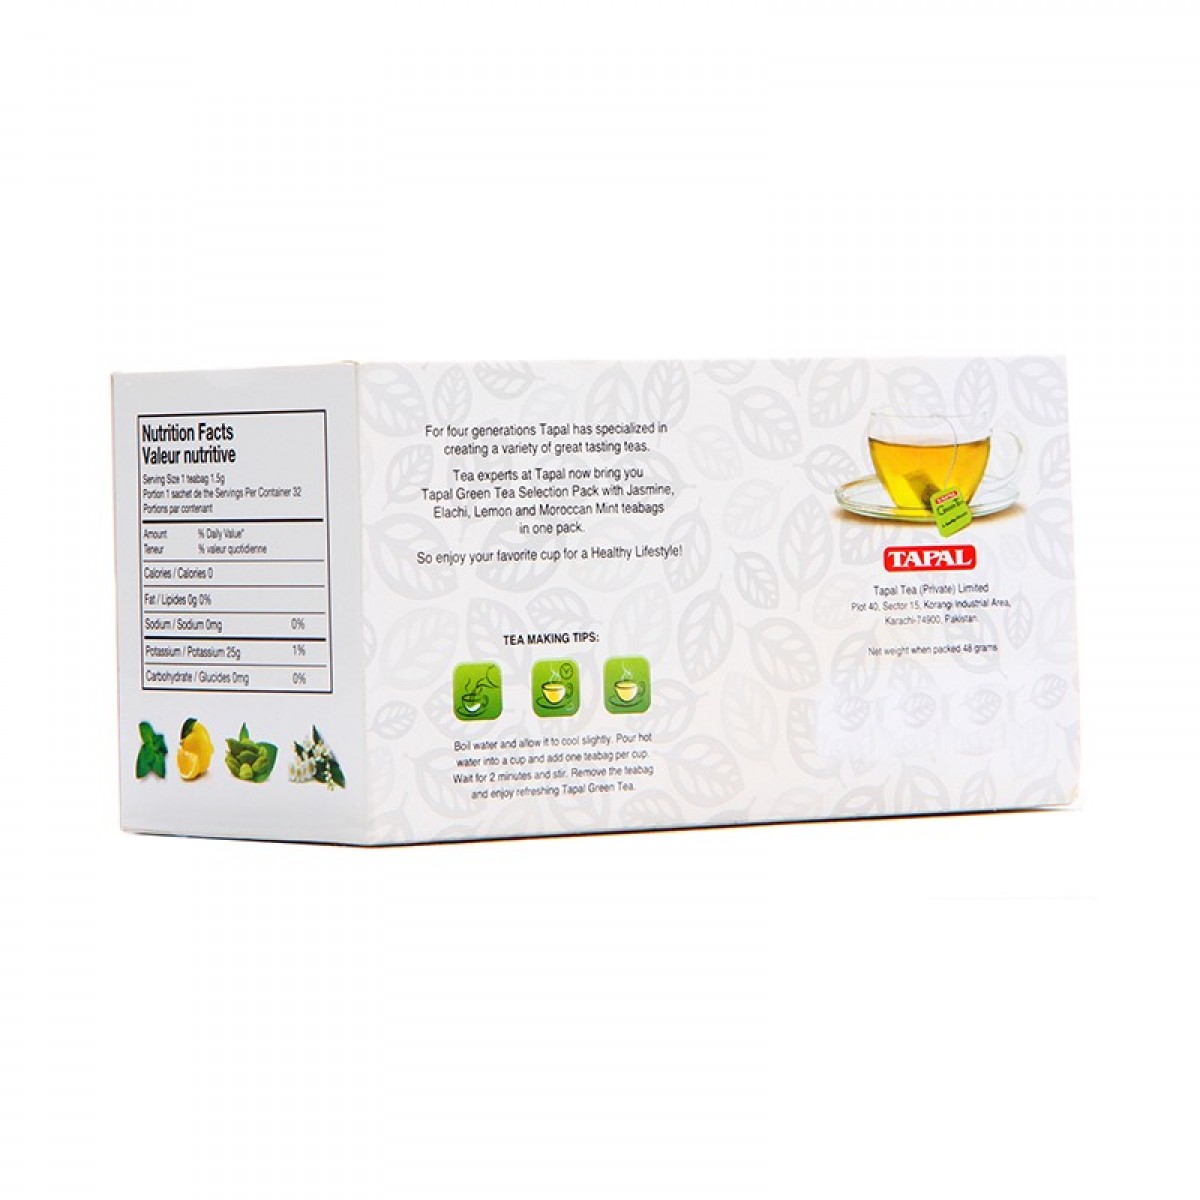 Nutrition Facts
Valeur nutritive
Serving Size 1 teabag 1.5g
Portion 1 sachet de the Servings Per Container 32
Portions par contenant
Amount % Daily Value*
Teneur % valeur quotidienne
Calories / Calories 0
Fat / Lipides 0g 0%
Sodium / Sodium 0mg 0%
Potassium / Potassium 25g 1%
Carbohydrate / Glucides 0mg 0%
For four generations Tapal has specialized in
creating a variety of great tasting teas.
Tea experts at Tapal now bring you
Tapal Green Tea Selection Pack with Jasmine,
Elachi, Lemon and Moroccan Mint teabags
in one pack.
So enjoy your favorite cup for a Healthy Lifestyle!
TEA MAKING TIPS:
Boil water and allow it to cool slightly. Pour hot
water into a cup and add one teabag per cup.
Wait for 2 minutes and stir. Remove the teabag
and enjoy refreshing Tapal Green Tea.
TAPAL
Green Tea
TAPAL
Tapal Tea (Private) Limited
Plot 40, Sector 15, Korangi Industrial Area,
Karachi-74900, Pakistan.
Net weight when packed 48 grams